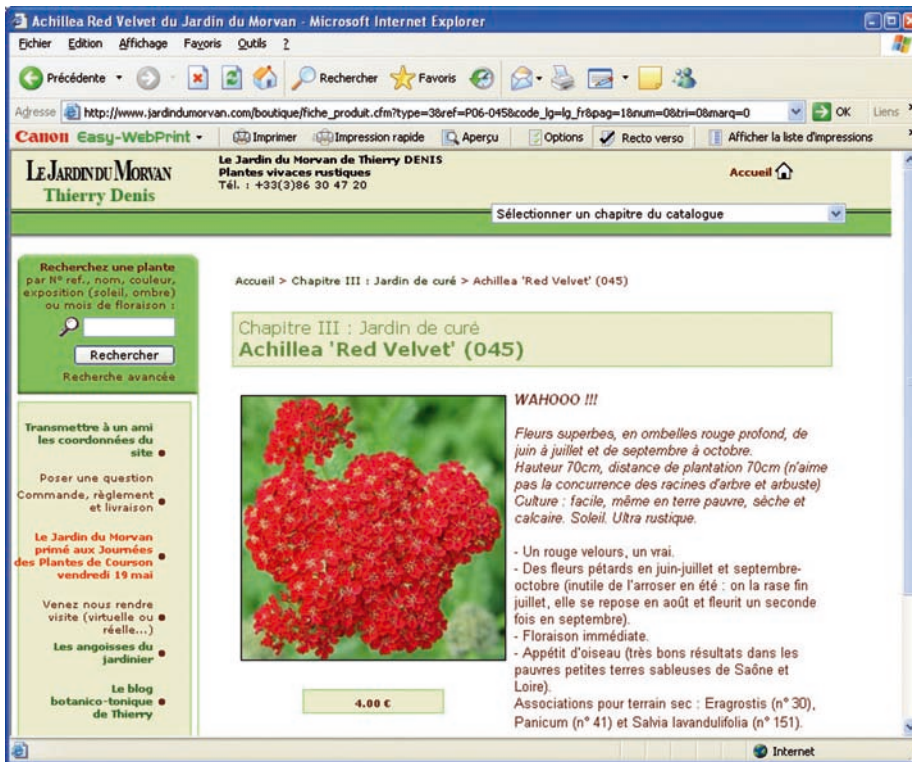 Achillea Red Velvet du Jardin du Morvan - Microsoft Internet Explorer
Fichier Edition Affichage Favoris Outils ?
Précédente Rechercher Favoris
Adresse http://www.jardindumorvan.com/boutique/fiche_produit.cfm?type=3&ref=P06-045&code_lg=lg_fr&pag=1&num=0&tri=0&marq=0 OK Liens
Canon Easy-WebPrint Imprimer Impression rapide Aperçu Options Recto verso Afficher la liste d'impressions
LE JARDIN DU MORVAN
Thierry Denis
Le Jardin du Morvan de Thierry DENIS
Plantes vivaces rustiques
Tél. : +33(3)86 30 47 20
Accueil
Sélectionner un chapitre du catalogue
Recherchez une plante
par N° ref., nom, couleur,
exposition (soleil, ombre)
ou mois de floraison :
Rechercher
Recherche avancée
Transmettre à un ami
les coordonnées du
site
Poser une question
Commande, règlement
et livraison
Le Jardin du Morvan
primé aux Journées
des Plantes de Courson
vendredi 19 mai
Venez nous rendre
visite (virtuelle ou
réelle...)
Les angoisses du
jardinier
Le blog
botanico-tonique
de Thierry
Accueil > Chapitre III : Jardin de curé > Achillea 'Red Velvet' (045)
Chapitre III : Jardin de curé
Achillea 'Red Velvet' (045)
4.00 €
WAHOOO !!!
Fleurs superbes, en ombelles rouge profond, de
juin à juillet et de septembre à octobre.
Hauteur 70cm, distance de plantation 70cm (n'aime
pas la concurrence des racines d'arbre et arbuste)
Culture : facile, même en terre pauvre, sèche et
calcaire. Soleil. Ultra rustique.
- Un rouge velours, un vrai.
- Des fleurs pétards en juin-juillet et septembre-
octobre (inutile de l'arroser en été : on la rase fin
juillet, elle se repose en août et fleurit un seconde
fois en septembre).
- Floraison immédiate.
- Appétit d'oiseau (très bons résultats dans les
pauvres petites terres sableuses de Saône et
Loire).
Associations pour terrain sec : Eragrostis (n° 30),
Panicum (n° 41) et Salvia lavandulifolia (n° 151).
Internet